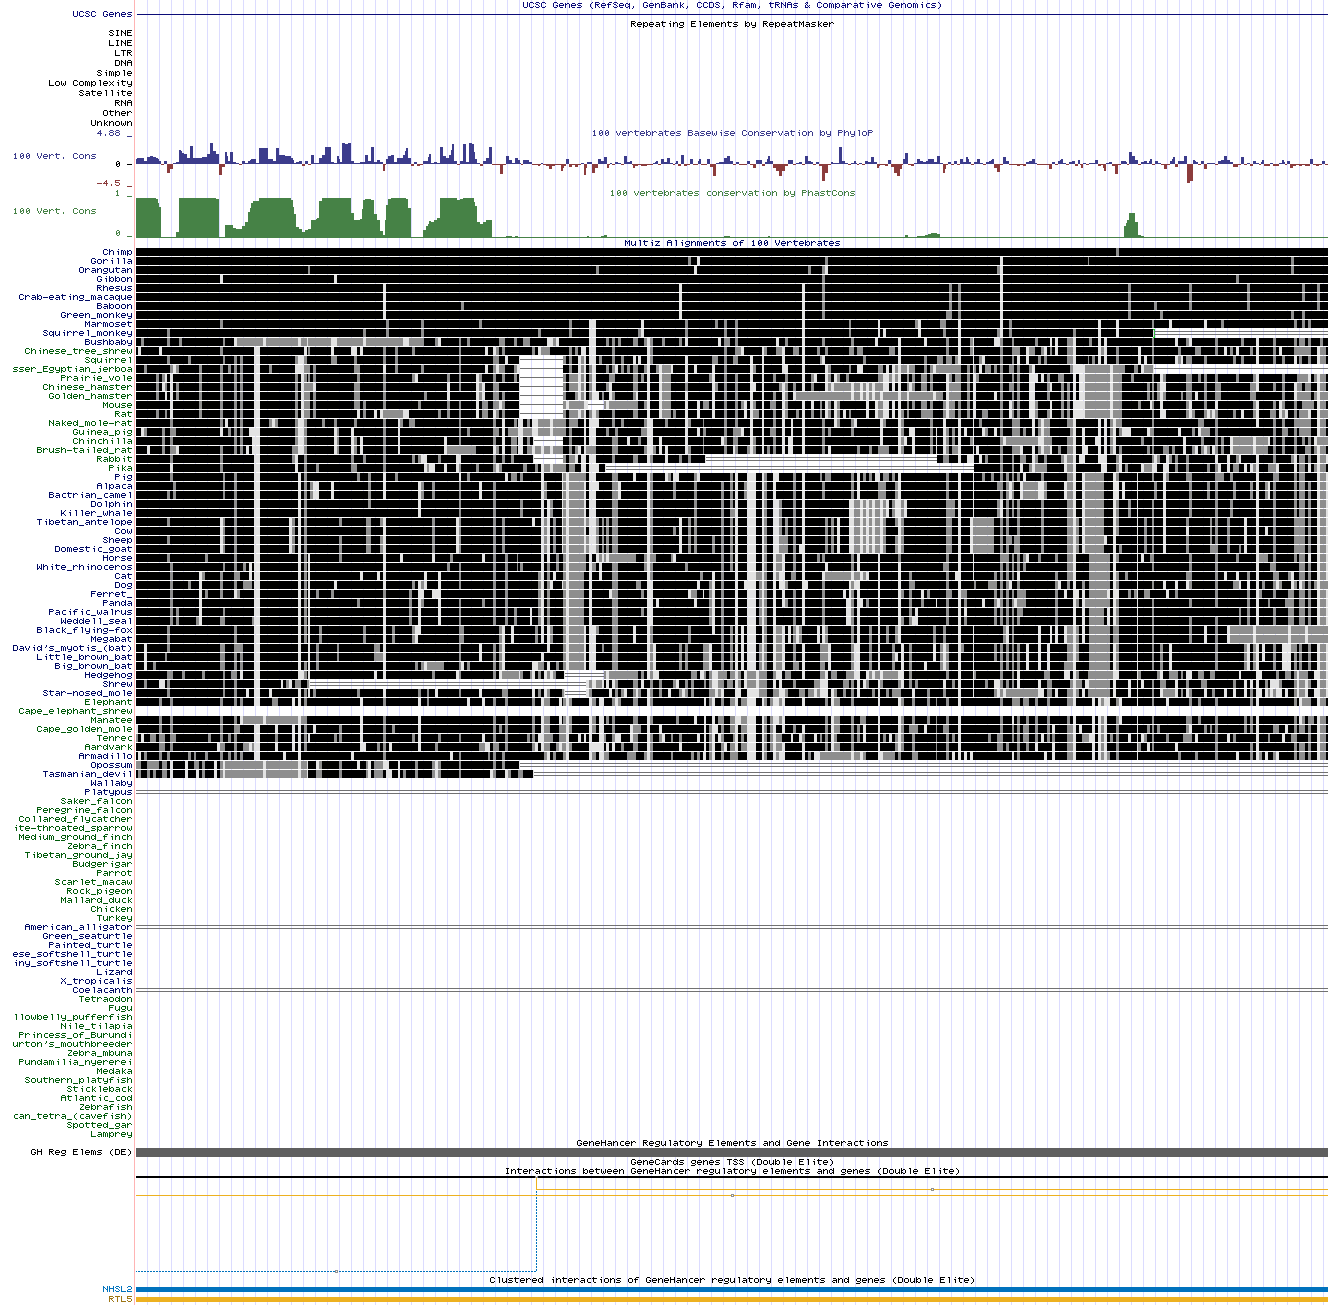 UCSC Genes (RefSeq, GenBank, CCDS, Rfam, tRNAs & Comparative Genomics)
UCSC Genes
Repeating Elements by RepeatMasker
SINE
LINE
LTR
DNA
Simple
Low Complexity
Satellite
RNA
Other
Unknown
4.88 _
100 vertebrates Basewise Conservation by PhyloP
100 Vert. Cons
0 _
-4.5 _
100 vertebrates conservation by PhastCons
1 _
100 Vert. Cons
0 _
Multiz Alignments of 100 Vertebrates
Chimp
Gorilla
Orangutan
Gibbon
Rhesus
Crab-eating_macaque
Baboon
Green_monkey
Marmoset
Squirrel_monkey
Bushbaby
Chinese_tree_shrew
Squirrel
sser_Egyptian_jerboa
Prairie_vole
Chinese_hamster
Golden_hamster
Mouse
Rat
Naked_mole-rat
Guinea_pig
Chinchilla
Brush-tailed_rat
Rabbit
Pika
Pig
Alpaca
Bactrian_camel
Dolphin
Killer_whale
Tibetan_antelope
Cow
Sheep
Domestic_goat
Horse
White_rhinoceros
Cat
Dog
Ferret_
Panda
Pacific_walrus
Weddell_seal
Black_flying-fox
Megabat
David's_myotis_(bat)
Little_brown_bat
Big_brown_bat
Hedgehog
Shrew
Star-nosed_mole
Elephant
Cape_elephant_shrew
Manatee
Cape_golden_mole
Tenrec
Aardvark
Armadillo
Opossum
Tasmanian_devil
Wallaby
Platypus
Saker_falcon
Peregrine_falcon
Collared_flycatcher
ite-throated_sparrow
Medium_ground_finch
Zebra_finch
Tibetan_ground_jay
Budgerigar
Parrot
Scarlet_macaw
Rock_pigeon
Mallard_duck
Chicken
Turkey
American_alligator
Green_seaturtle
Painted_turtle
ese_softshell_turtle
iny_softshell_turtle
Lizard
X_tropicalis
Coelacanth
Tetraodon
Fugu
llowbelly_pufferfish
Nile_tilapia
Princess_of_Burundi
urton's_mouthbreeder
Zebra_mbuna
Pundamilia_nyererei
Medaka
Southern_platyfish
Stickleback
Atlantic_cod
Zebrafish
can_tetra_(cavefish)
Spotted_gar
Lamprey
GeneHancer Regulatory Elements and Gene Interactions
GH Reg Elems (DE)
GeneCards genes TSS (Double Elite)
Interactions between GeneHancer regulatory elements and genes (Double Elite)
Clustered interactions of GeneHancer regulatory elements and genes (Double Elite)
NHSL2
RTL5